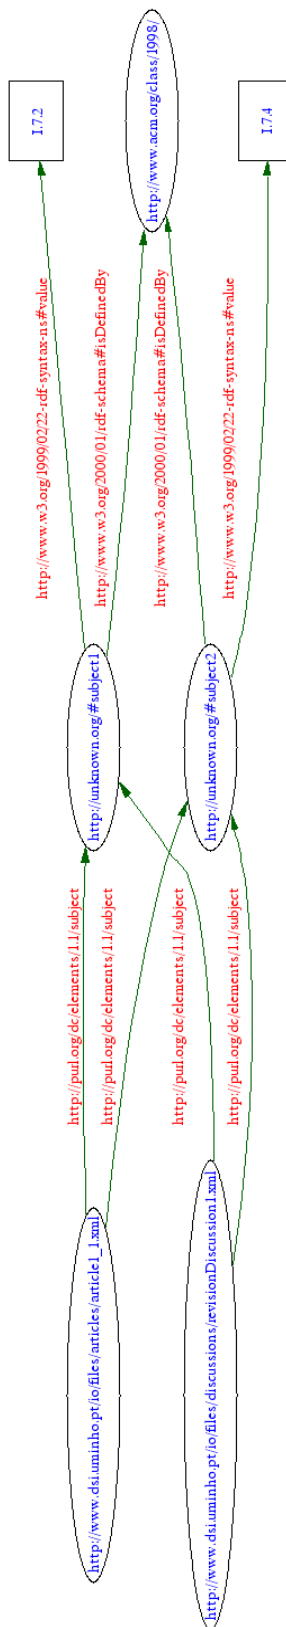 http://www.dsi.uminho.pt/io/files/articles/article1_1.xml
http://www.dsi.uminho.pt/io/files/discussions/revisionDiscussion1.xml
http://purl.org/dc/elements/1.1/subject
http://purl.org/dc/elements/1.1/subject
http://purl.org/dc/elements/1.1/subject
http://purl.org/dc/elements/1.1/subject
http://unknown.org/#subject1
http://unknown.org/#subject2
http://www.w3.org/1999/02/22-rdf-syntax-ns#value
http://www.w3.org/2000/01/rdf-schema#isDefinedBy
http://www.w3.org/2000/01/rdf-schema#isDefinedBy
http://www.w3.org/1999/02/22-rdf-syntax-ns#value
I.7.2
http://www.acm.org/class/1998/
I.7.4